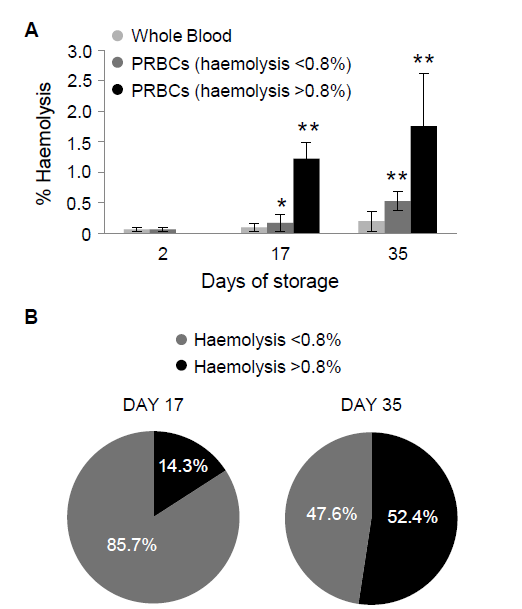 A
Whole Blood
PRBCs (haemolysis <0.8%)
PRBCs (haemolysis >0.8%)
% Haemolysis
3.0
2.5
2.0
1.5
1.0
0.5
0
**
*
**
**
2
17
35
Days of storage
B
Haemolysis <0.8%
Haemolysis >0.8%
DAY 17
DAY 35
14.3%
85.7%
47.6%
52.4%